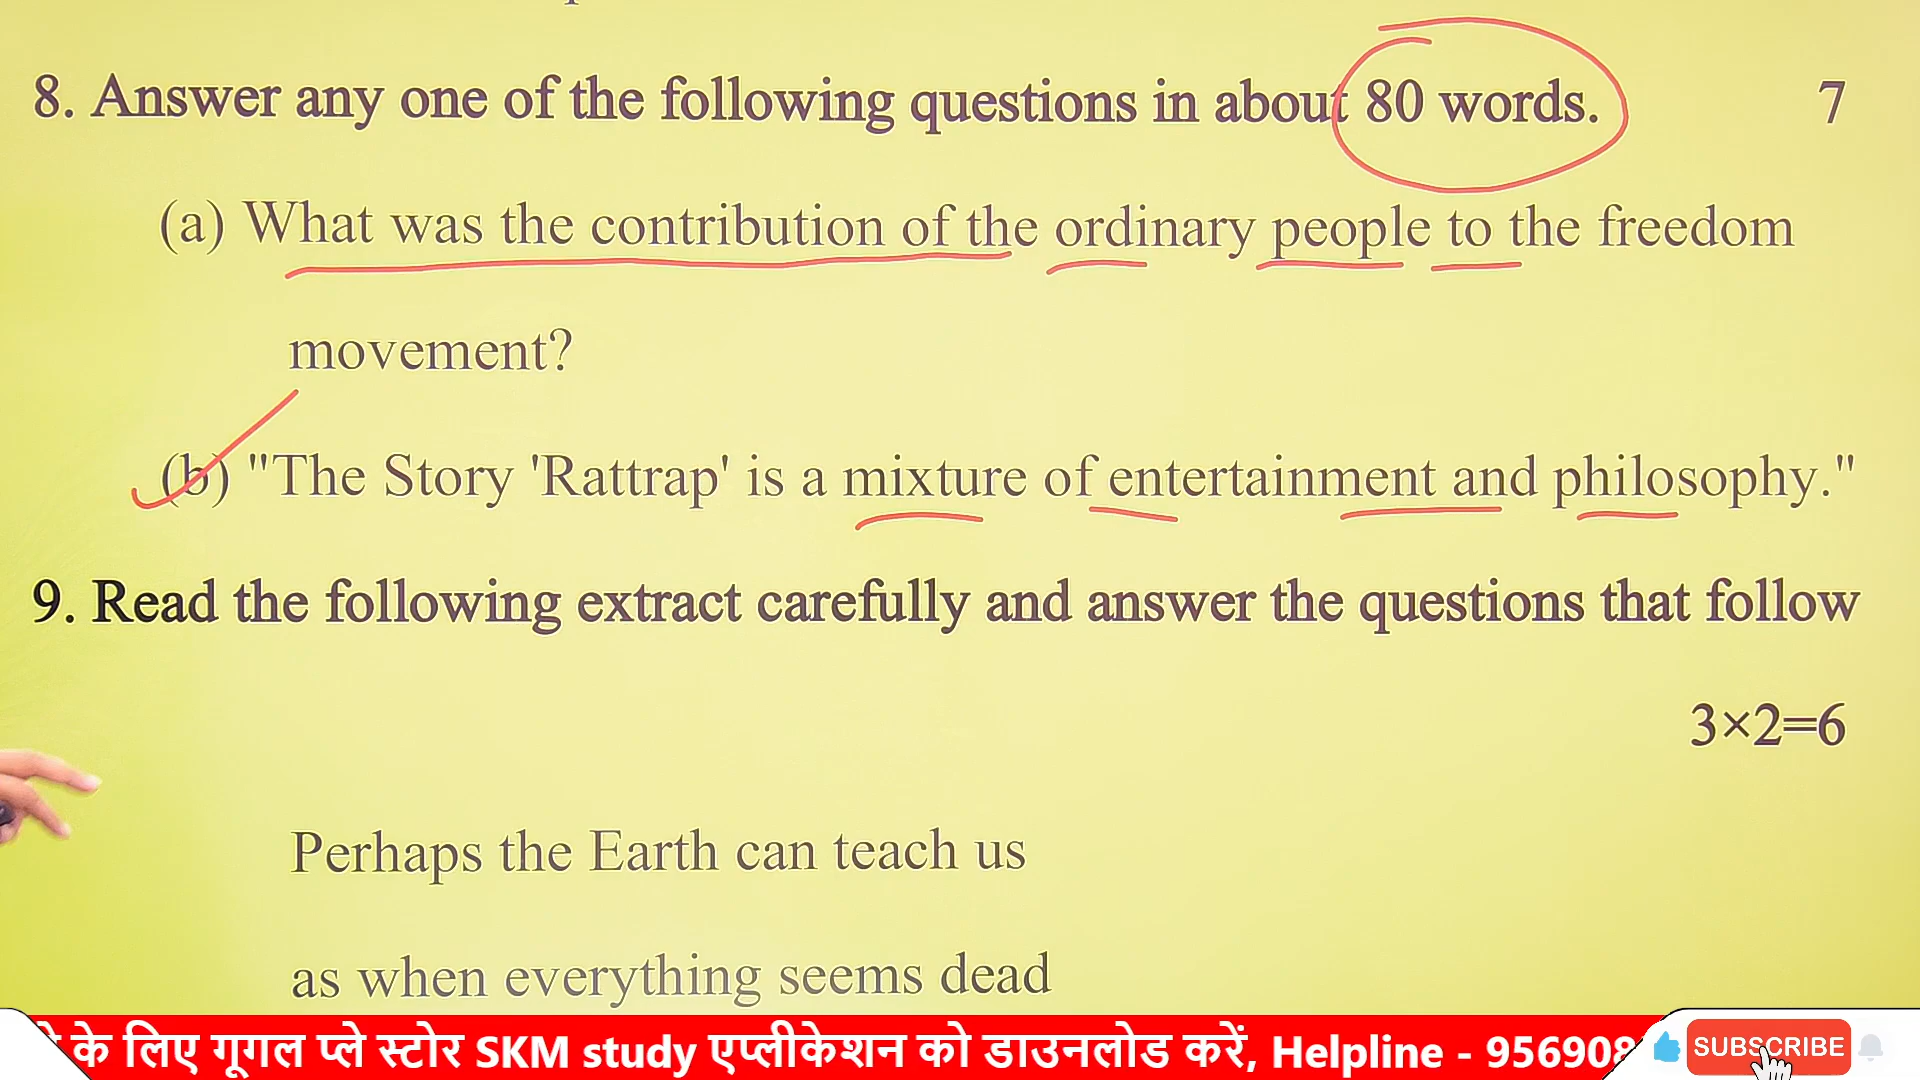 8. Answer any one of the following questions in about 80 words. 7
(a) What was the contribution of the ordinary people to the freedom
movement?
(b) "The Story 'Rattrap' is a mixture of entertainment and philosophy."
9. Read the following extract carefully and answer the questions that follow
3×2=6
Perhaps the Earth can teach us
as when everything seems dead
के लिए गूगल प्ले स्टोर SKM study एप्लीकेशन को डाउनलोड करें, Helpline - 956908
SUBSCRIBE